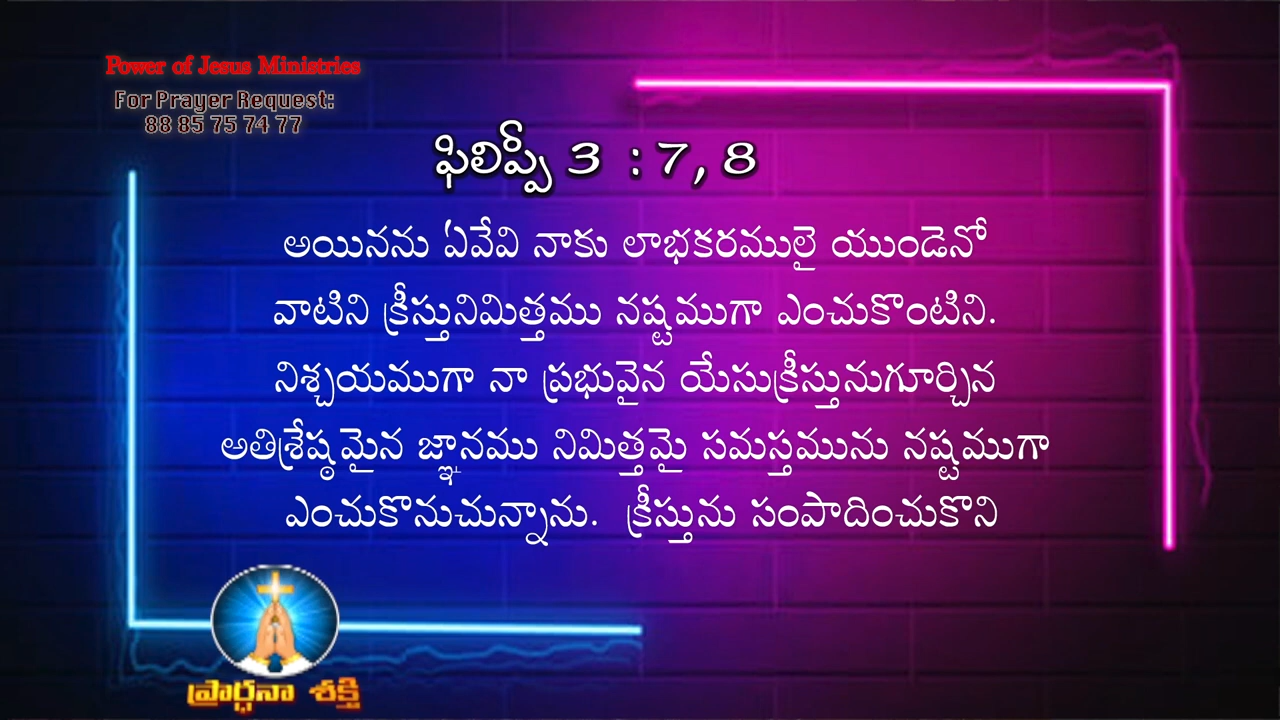 Power of Jesus Ministries
For Prayer Request:
88 85 75 74 77
ఫిలిప్పీ 3 : 7, 8
అయినను ఏవేవి నాకు లాభకరములై యుండెనో
వాటిని క్రీస్తునిమిత్తము నష్టముగా ఎంచుకొంటిని.
నిశ్చయముగా నా ప్రభువైన యేసుక్రీస్తునుగూర్చిన
అతిశ్రేష్ఠమైన జ్ఞానము నిమిత్తమై సమస్తమును నష్టముగా
ఎంచుకొనుచున్నాను. క్రీస్తును సంపాదించుకొని
ప్రార్థనా శక్తి